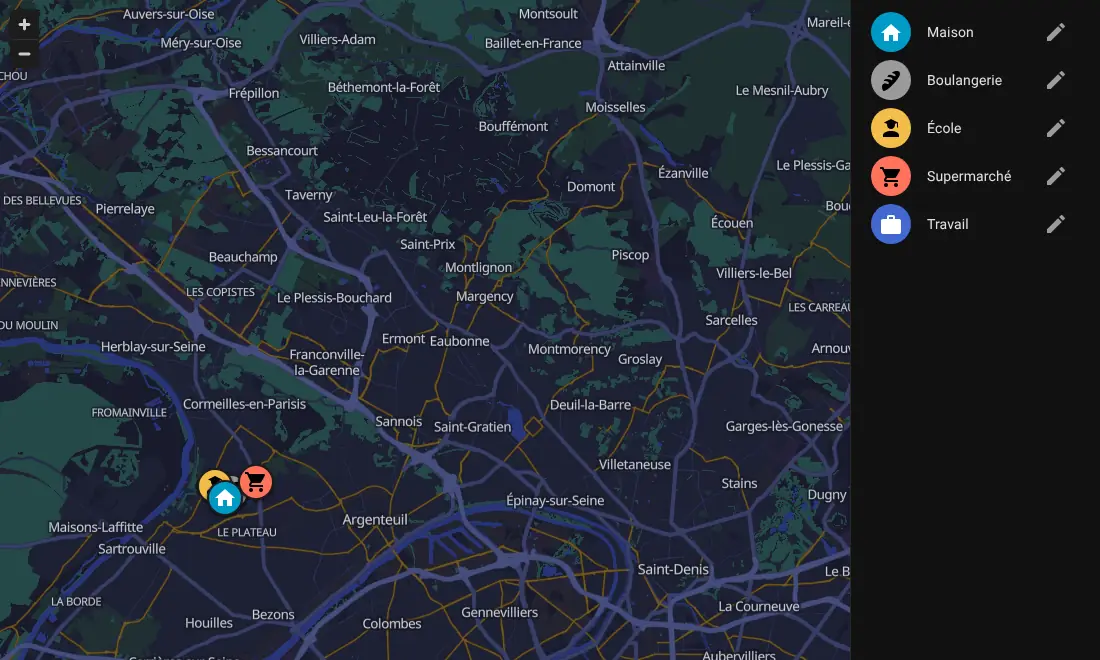 +
−
Auvers-sur-Oise
Montsoult
Mareil-e
Méry-sur-Oise
Villiers-Adam
Baillet-en-France
CHOU
Attainville
Frépillon
Béthemont-la-Forêt
Le Mesnil-Aubry
Moisselles
Bouffémont
Bessancourt
Ézanville
Le Plessis-Ga
Taverny
Domont
DES BELLEVUES
Pierrelaye
Saint-Leu-la-Forêt
Bouq
Écouen
Saint-Prix
Beauchamp
Piscop
Montlignon
Villiers-le-Bel
NNEVIÈRES
LES COPISTES
Le Plessis-Bouchard
Margency
LES CARREAU
DU MOULIN
Sarcelles
Herblay-sur-Seine
Ermont
Eaubonne
Montmorency
Groslay
Arnouv
Franconville-
la-Garenne
FROMAINVILLE
Cormeilles-en-Parisis
Deuil-la-Barre
Sannois
Saint-Gratien
Garges-lès-Gonesse
Villetaneuse
Stains
Dugny
Épinay-sur-Seine
Maisons-Laffitte
LE PLATEAU
Argenteuil
Sartrouville
Saint-Denis
Le B
LA BORDE
La Courneuve
Houilles
Bezons
Colombes
Gennevilliers
Aubervilliers
Maison
Boulangerie
École
Supermarché
Travail